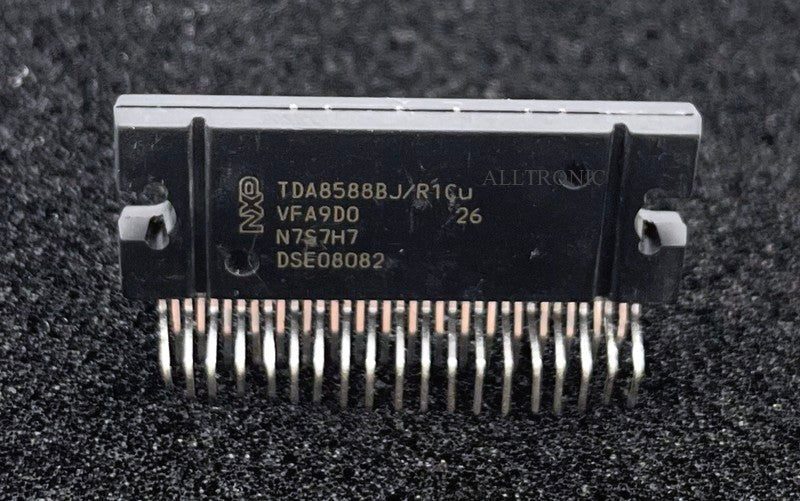 ALLTRONIC
NXP
TDA8588BJ/R1Cu
VFA9D0 26
N7S7H7
DSE08082